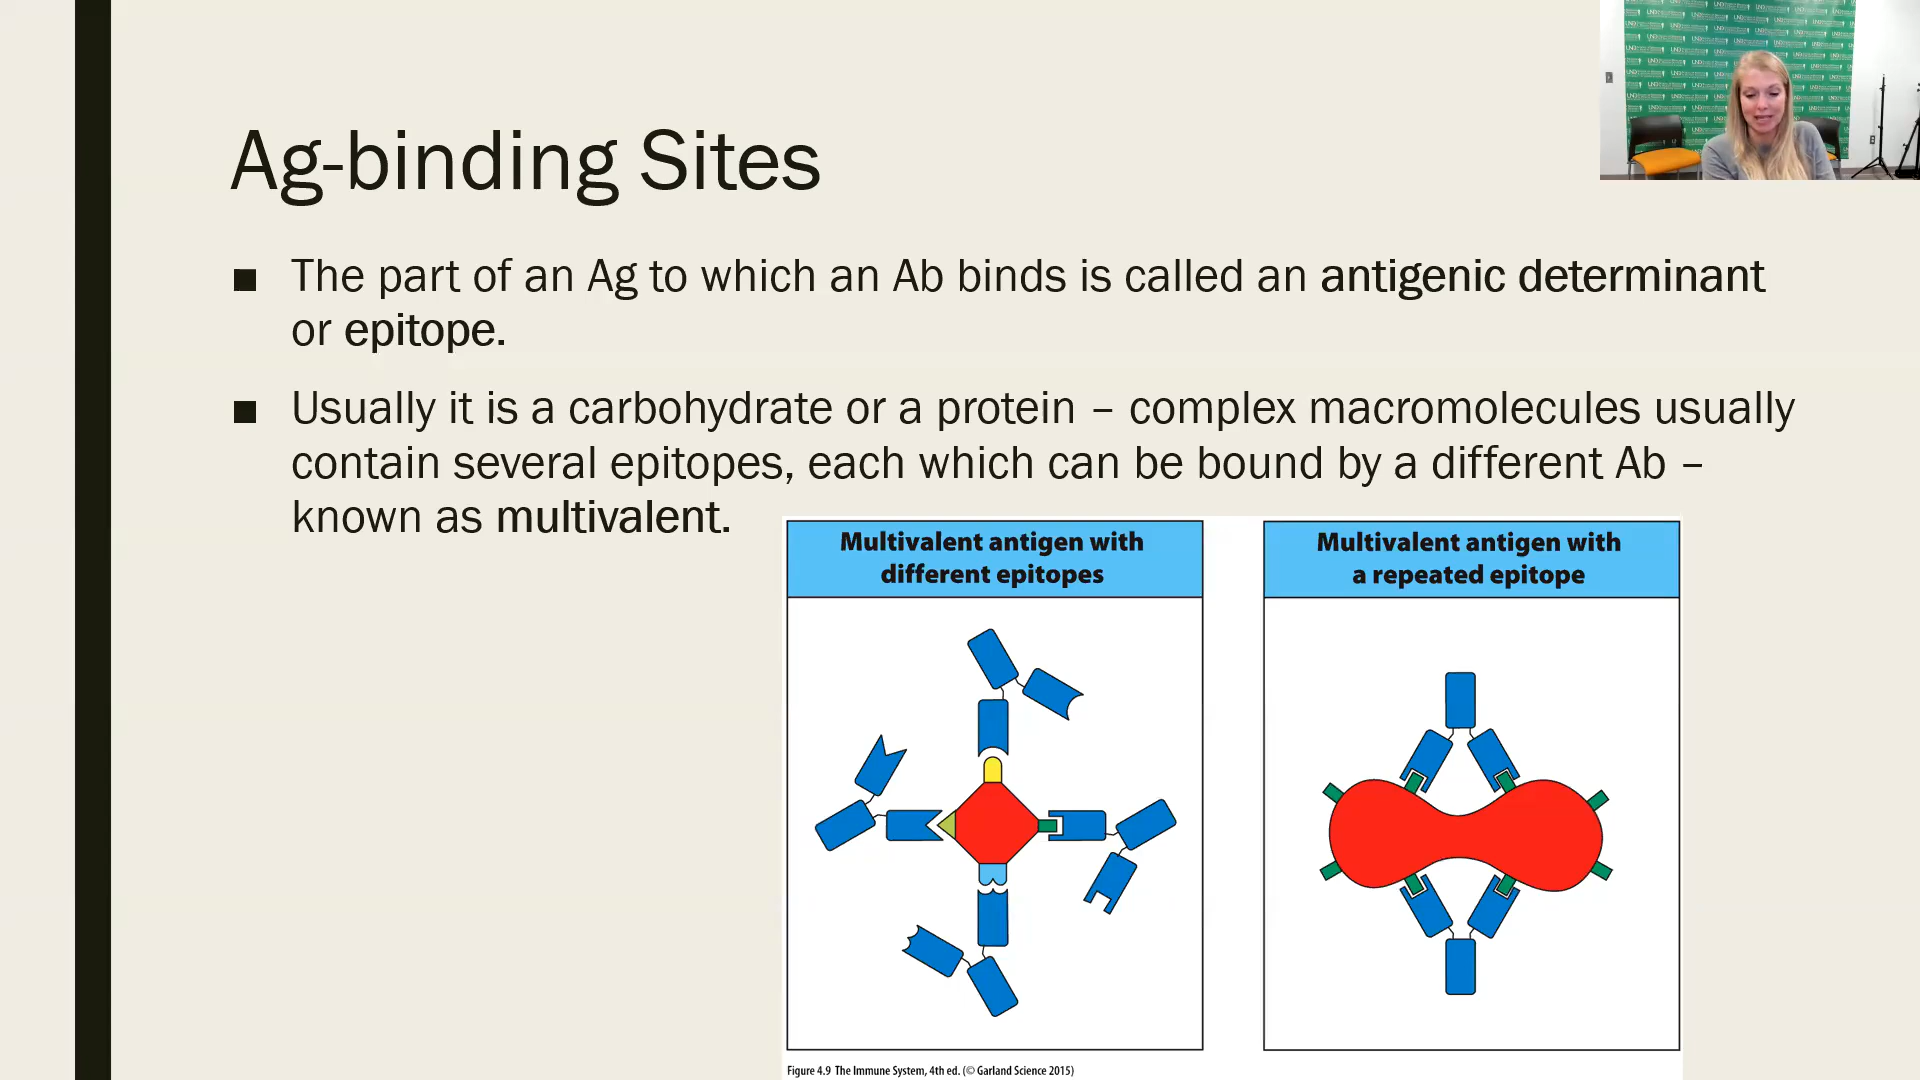 Ag-binding Sites
■ The part of an Ag to which an Ab binds is called an antigenic determinant
or epitope.
■ Usually it is a carbohydrate or a protein – complex macromolecules usually
contain several epitopes, each which can be bound by a different Ab –
known as multivalent.
Multivalent antigen with
different epitopes
Multivalent antigen with
a repeated epitope
Figure 4.9 The Immune System, 4th ed. (© Garland Science 2015)